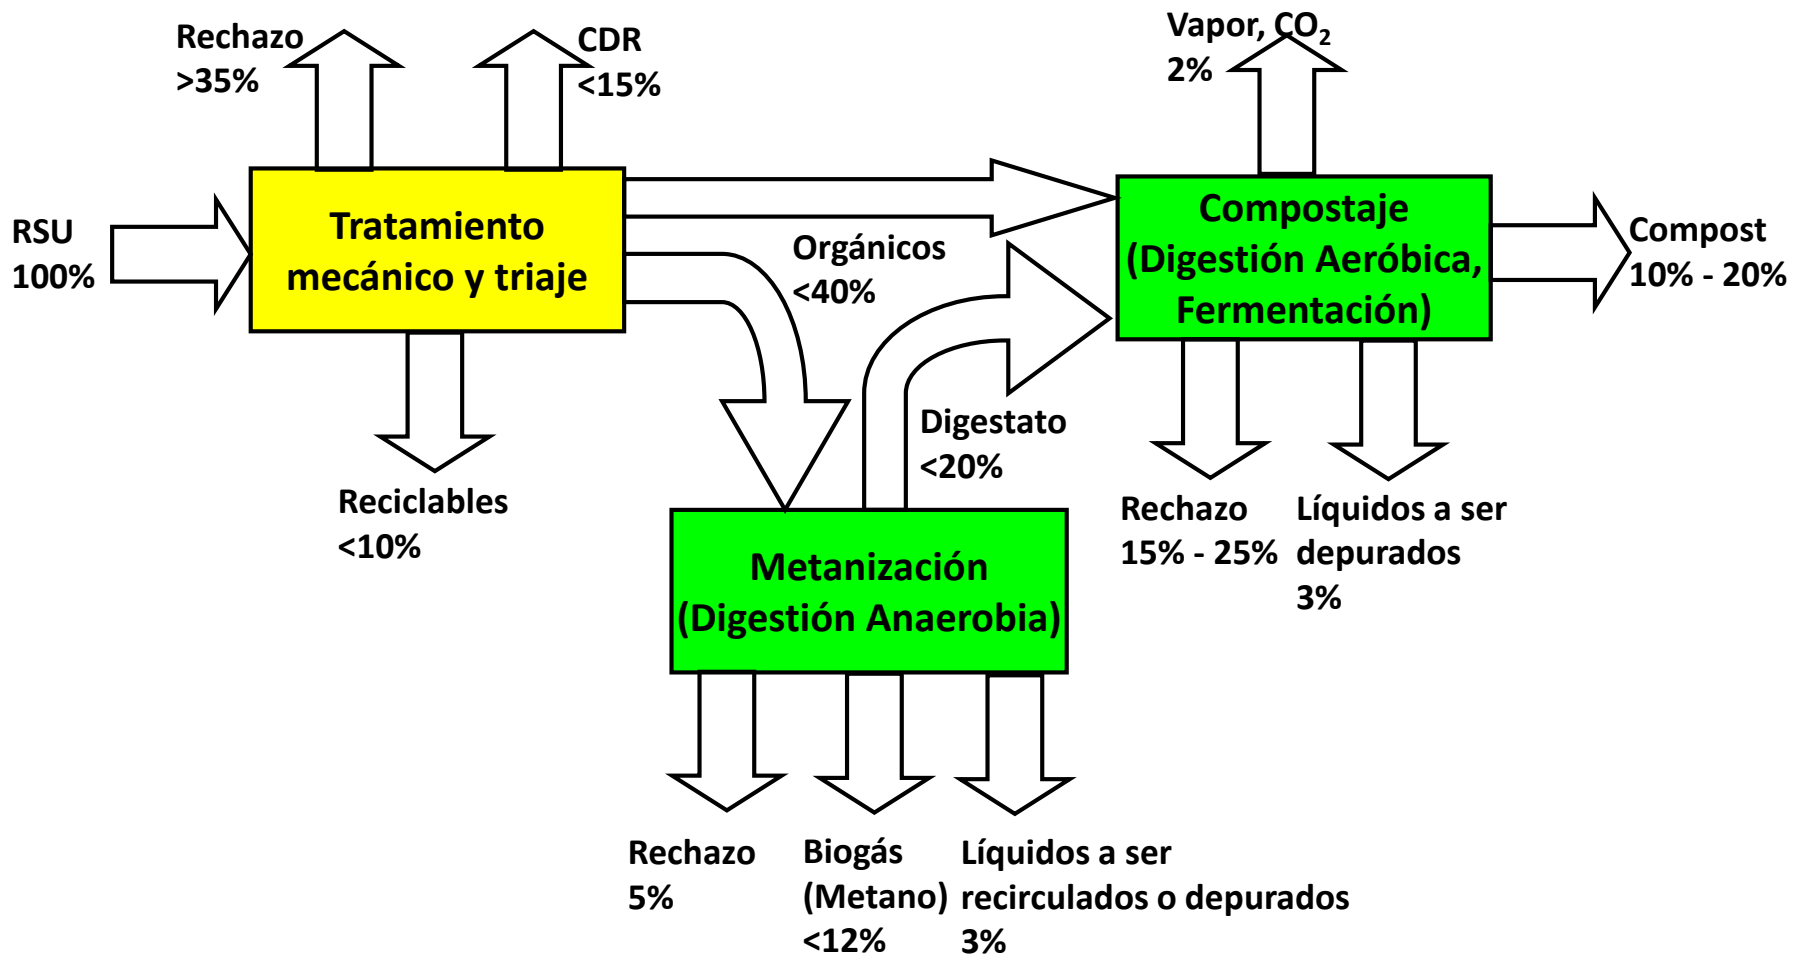 Rechazo
>35%
CDR
<15%
Vapor, CO₂
2%
RSU
100%
Tratamiento
mecánico y triaje
Orgánicos
<40%
Compostaje
(Digestión Aeróbica,
Fermentación)
Compost
10% - 20%
Reciclables
<10%
Digestato
<20%
Rechazo
15% - 25%
Líquidos a ser
depurados
3%
Metanización
(Digestión Anaerobia)
Rechazo
5%
Biogás
(Metano)
<12%
Líquidos a ser
recirculados o depurados
3%